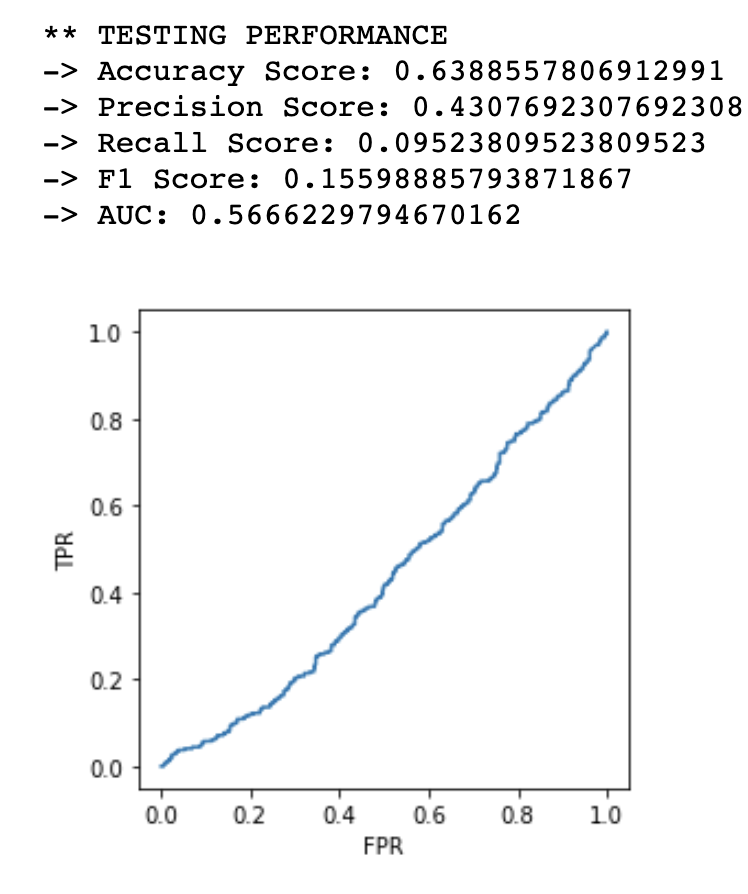 ** TESTING PERFORMANCE
-> Accuracy Score: 0.6388557806912991
-> Precision Score: 0.4307692307692308
-> Recall Score: 0.09523809523809523
-> F1 Score: 0.15598885793871867
-> AUC: 0.5666229794670162
1.0
0.8
0.6
0.4
0.2
0.0
TPR
0.0 0.2 0.4 0.6 0.8 1.0
FPR